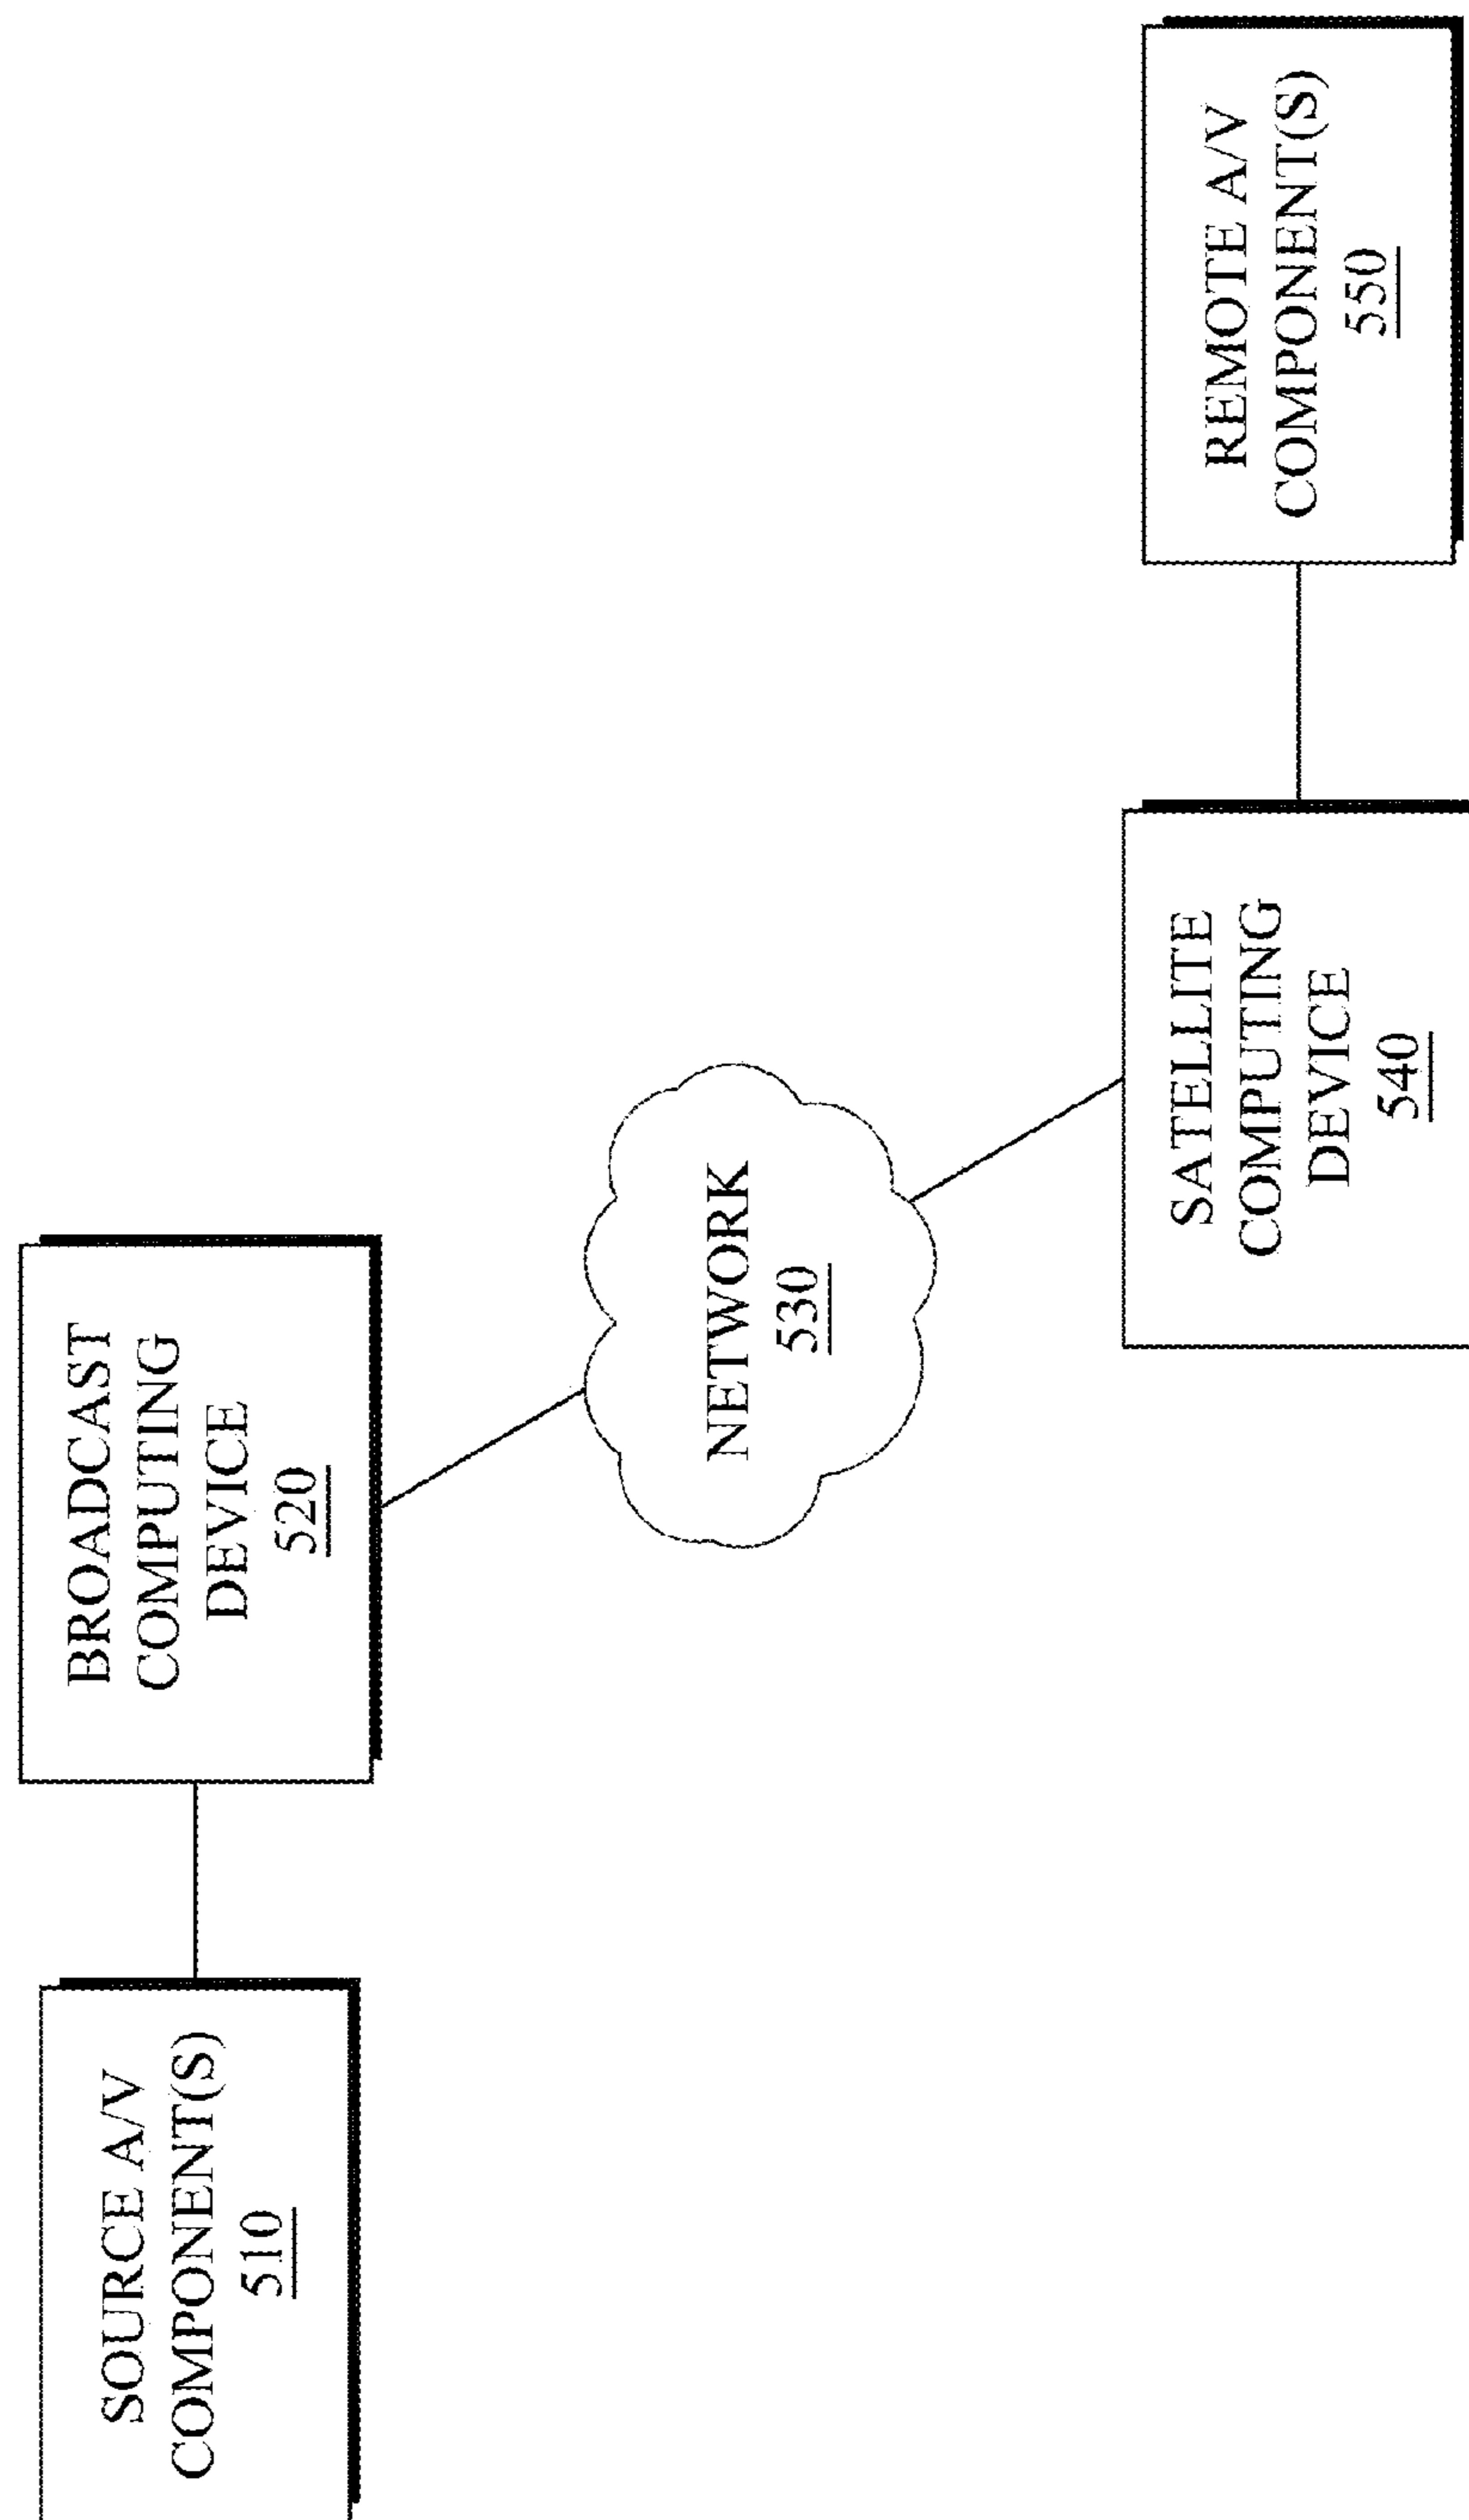 SOURCE A/V
COMPONENT(S)
510
BROADCAST
COMPUTING
DEVICE
520
NETWORK
530
SATELLITE
COMPUTING
DEVICE
540
REMOTE A/V
COMPONENT(S)
550